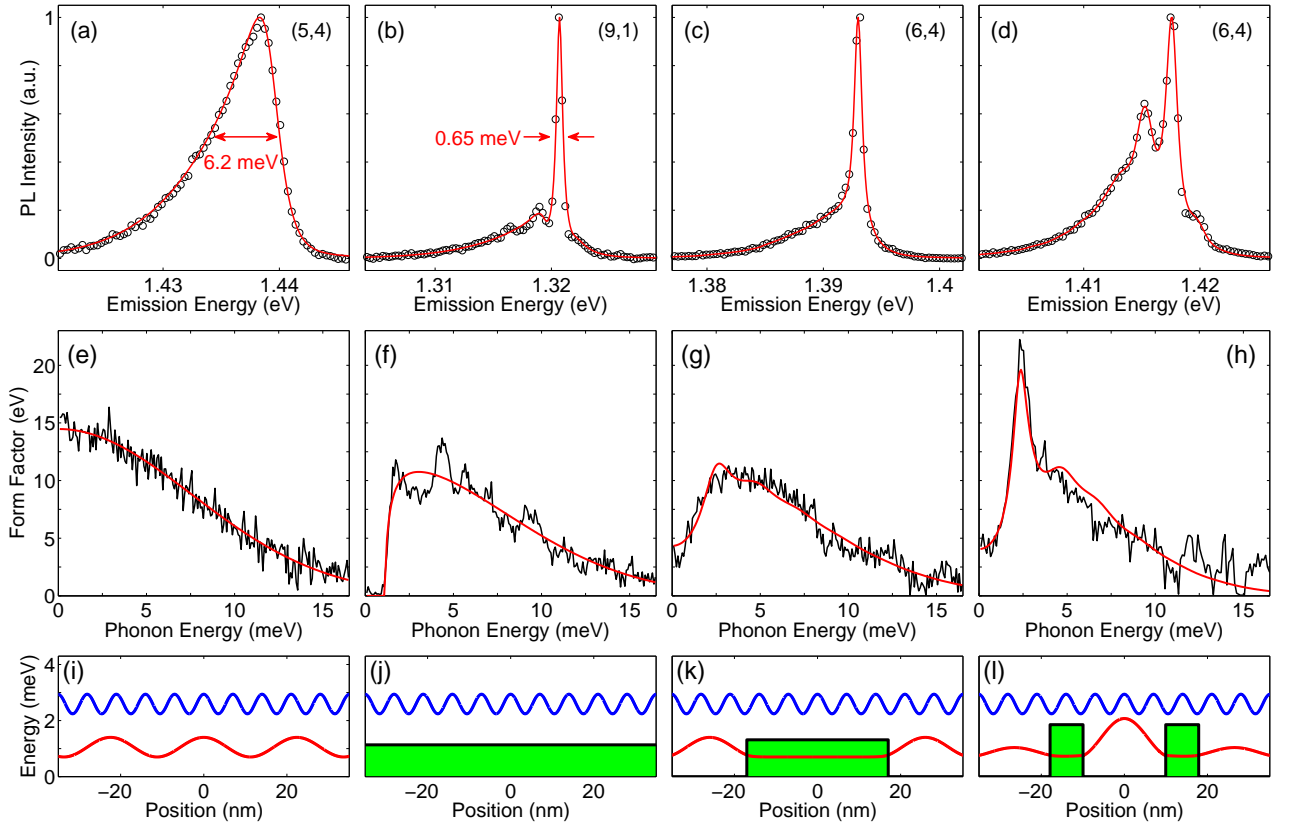 (a) (5,4)
(b) (9,1)
(c) (6,4)
(d) (6,4)
PL Intensity (a.u.)
1
0
6.2 meV
0.65 meV
1.43 1.44
1.31 1.32
1.38 1.39 1.4
1.41 1.42
Emission Energy (eV)
Emission Energy (eV)
Emission Energy (eV)
Emission Energy (eV)
(e)
(f)
(g)
(h)
Form Factor (eV)
20
15
10
5
0
0 5 10 15
0 5 10 15
0 5 10 15
0 5 10 15
Phonon Energy (meV)
Phonon Energy (meV)
Phonon Energy (meV)
Phonon Energy (meV)
(i)
(j)
(k)
(l)
Energy (meV)
4
2
0
−20 0 20
−20 0 20
−20 0 20
−20 0 20
Position (nm)
Position (nm)
Position (nm)
Position (nm)